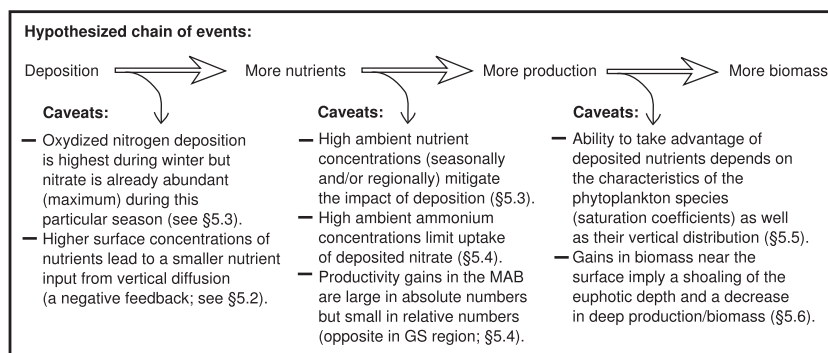 Hypothesized chain of events:
Deposition More nutrients More production More biomass
Caveats:
— Oxydized nitrogen deposition
is highest during winter but
nitrate is already abundant
(maximum) during this
particular season (see §5.3).
— Higher surface concentrations of
nutrients lead to a smaller nutrient
input from vertical diffusion
(a negative feedback; see §5.2).
Caveats:
— High ambient nutrient
concentrations (seasonally
and/or regionally) mitigate
the impact of deposition (§5.3).
— High ambient ammonium
concentrations limit uptake
of deposited nitrate (§5.4).
— Productivity gains in the MAB
are large in absolute numbers
but small in relative numbers
(opposite in GS region; §5.4).
Caveats:
— Ability to take advantage of
deposited nutrients depends on
the characteristics of the
phytoplankton species
(saturation coefficients) as well
as their vertical distribution (§5.5).
— Gains in biomass near the
surface imply a shoaling of the
euphotic depth and a decrease
in deep production/biomass (§5.6).